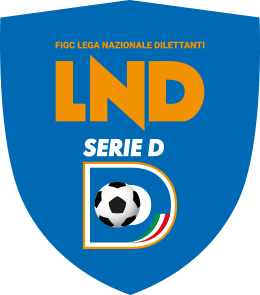 FIGC LEGA NAZIONALE DILETTANTI
LND
SERIE D
D